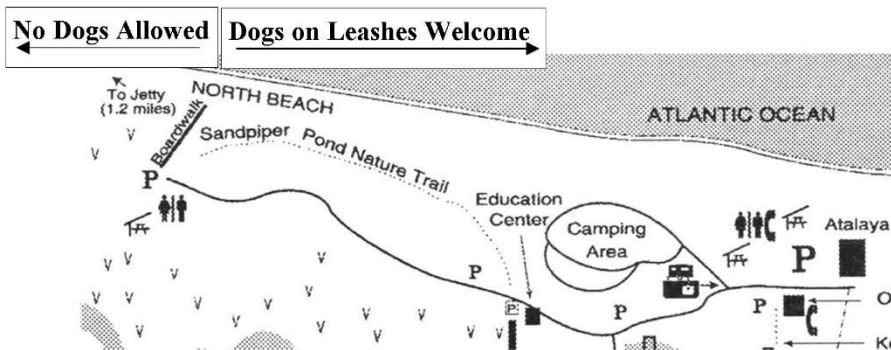 No Dogs Allowed
Dogs on Leashes Welcome
To Jetty
(1.2 miles)
Boardwalk
NORTH BEACH
ATLANTIC OCEAN
Sandpiper Pond Nature Trail
P
Education
Center
Camping
Area
Atalaya
P
P
P
P
P
P